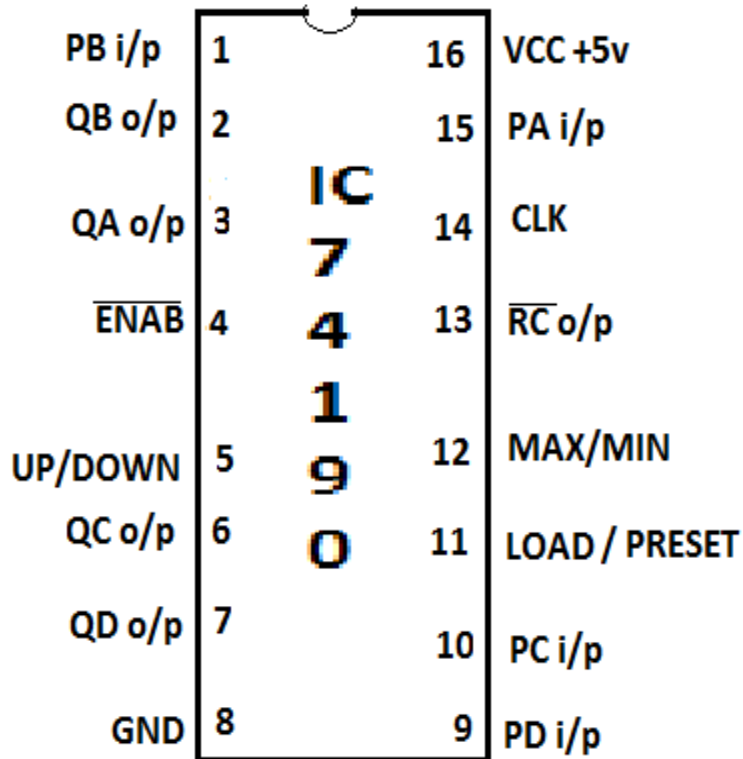 PB i/p 1 16 VCC +5v
QB o/p 2 15 PA i/p
QA o/p 3 14 CLK
ENAB 4 13 RC o/p
UP/DOWN 5 12 MAX/MIN
QC o/p 6 11 LOAD / PRESET
QD o/p 7 10 PC i/p
GND 8 9 PD i/p
IC
7
4
1
9
0